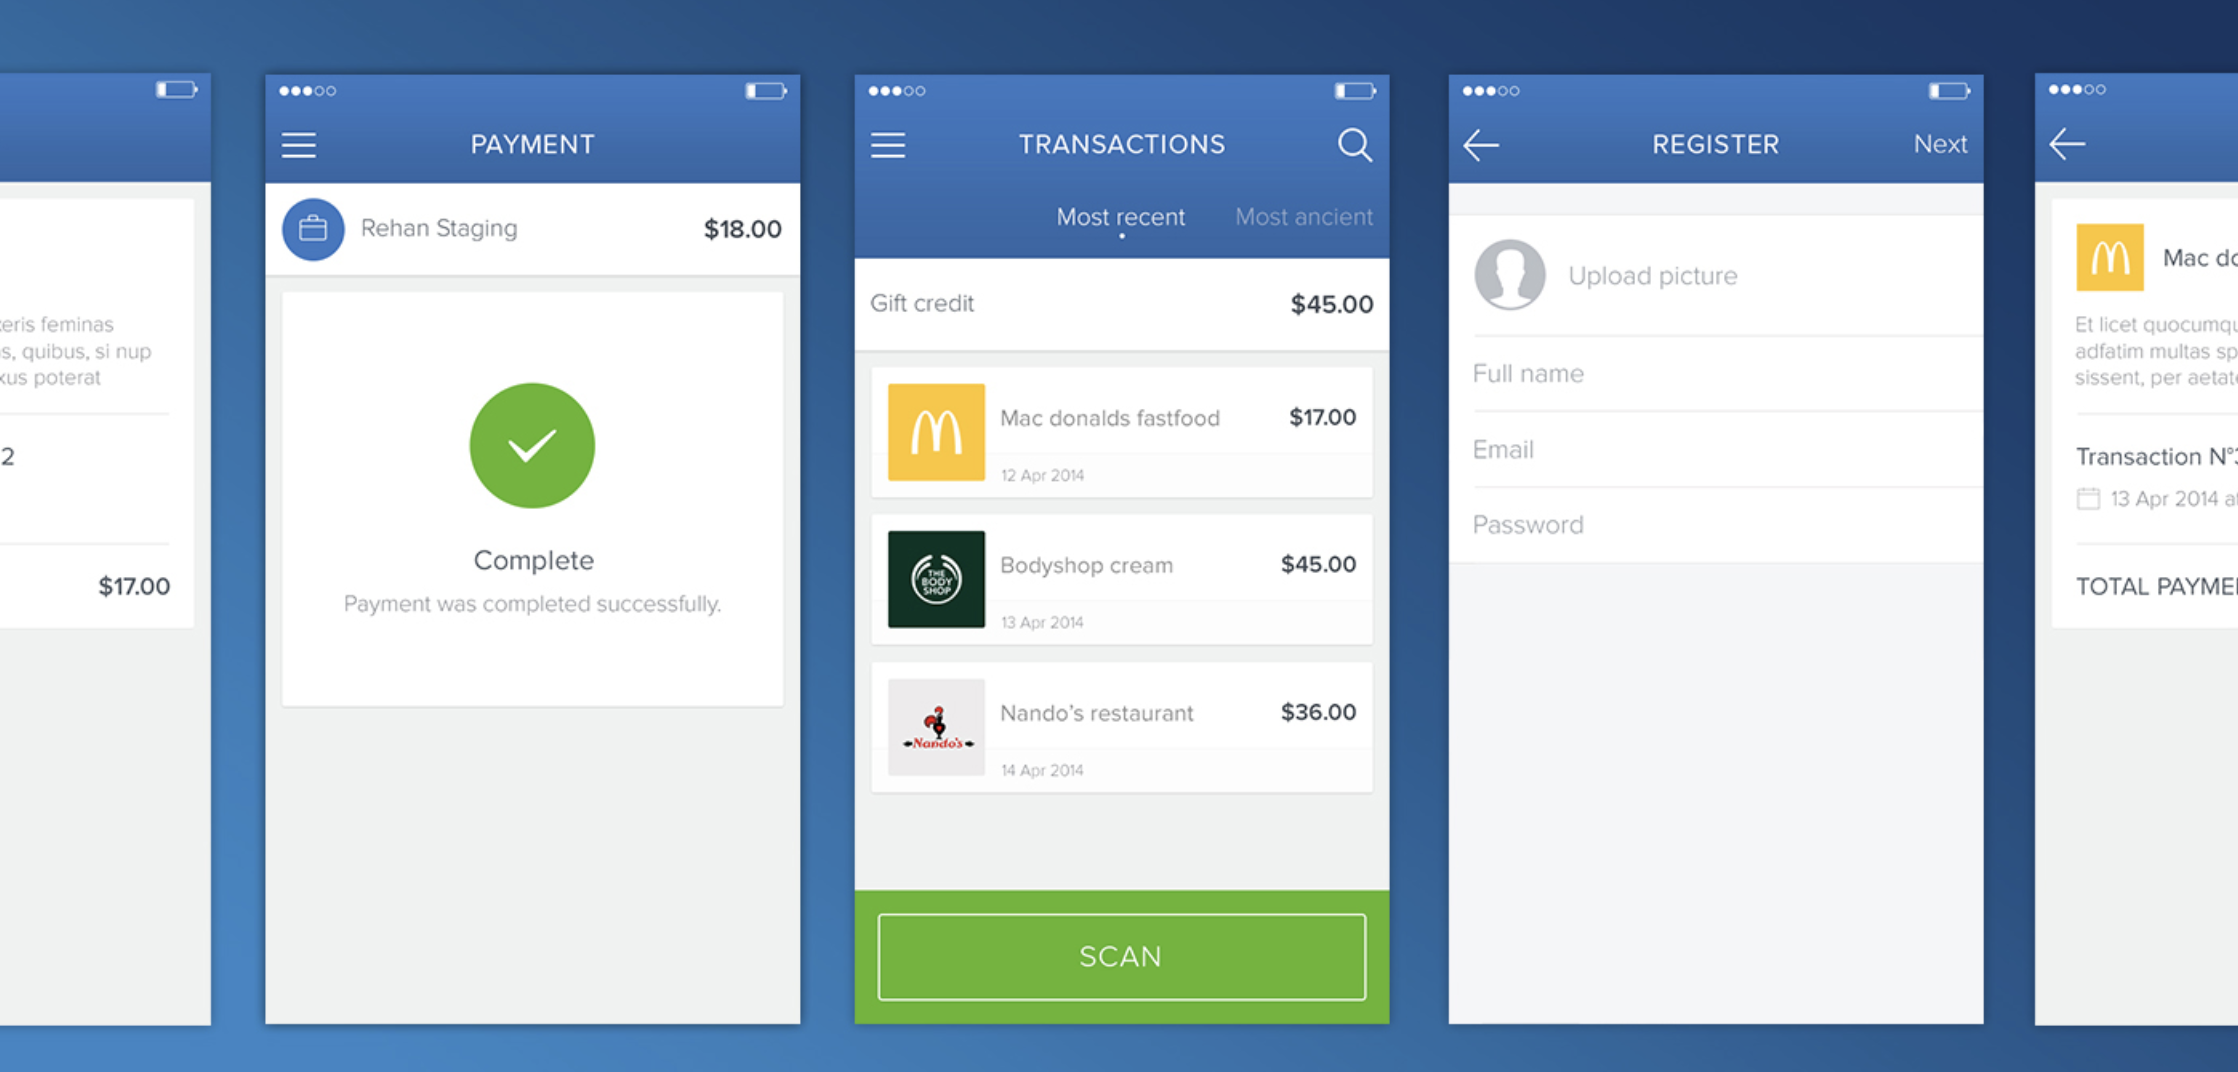 eris feminas
s, quibus, si nup
xus poterat
2
$17.00
PAYMENT
Rehan Staging $18.00
Complete
Payment was completed successfully.
TRANSACTIONS
Most recent Most ancient
Gift credit $45.00
Mac donalds fastfood $17.00
12 Apr 2014
THE
BODY
SHOP
Bodyshop cream $45.00
13 Apr 2014
Nando's
Nando’s restaurant $36.00
14 Apr 2014
SCAN
REGISTER Next
Upload picture
Full name
Email
Password
Mac do
Et licet quocumqu
adfatim multas sp
sissent, per aetat
Transaction N°3
13 Apr 2014 at
TOTAL PAYME